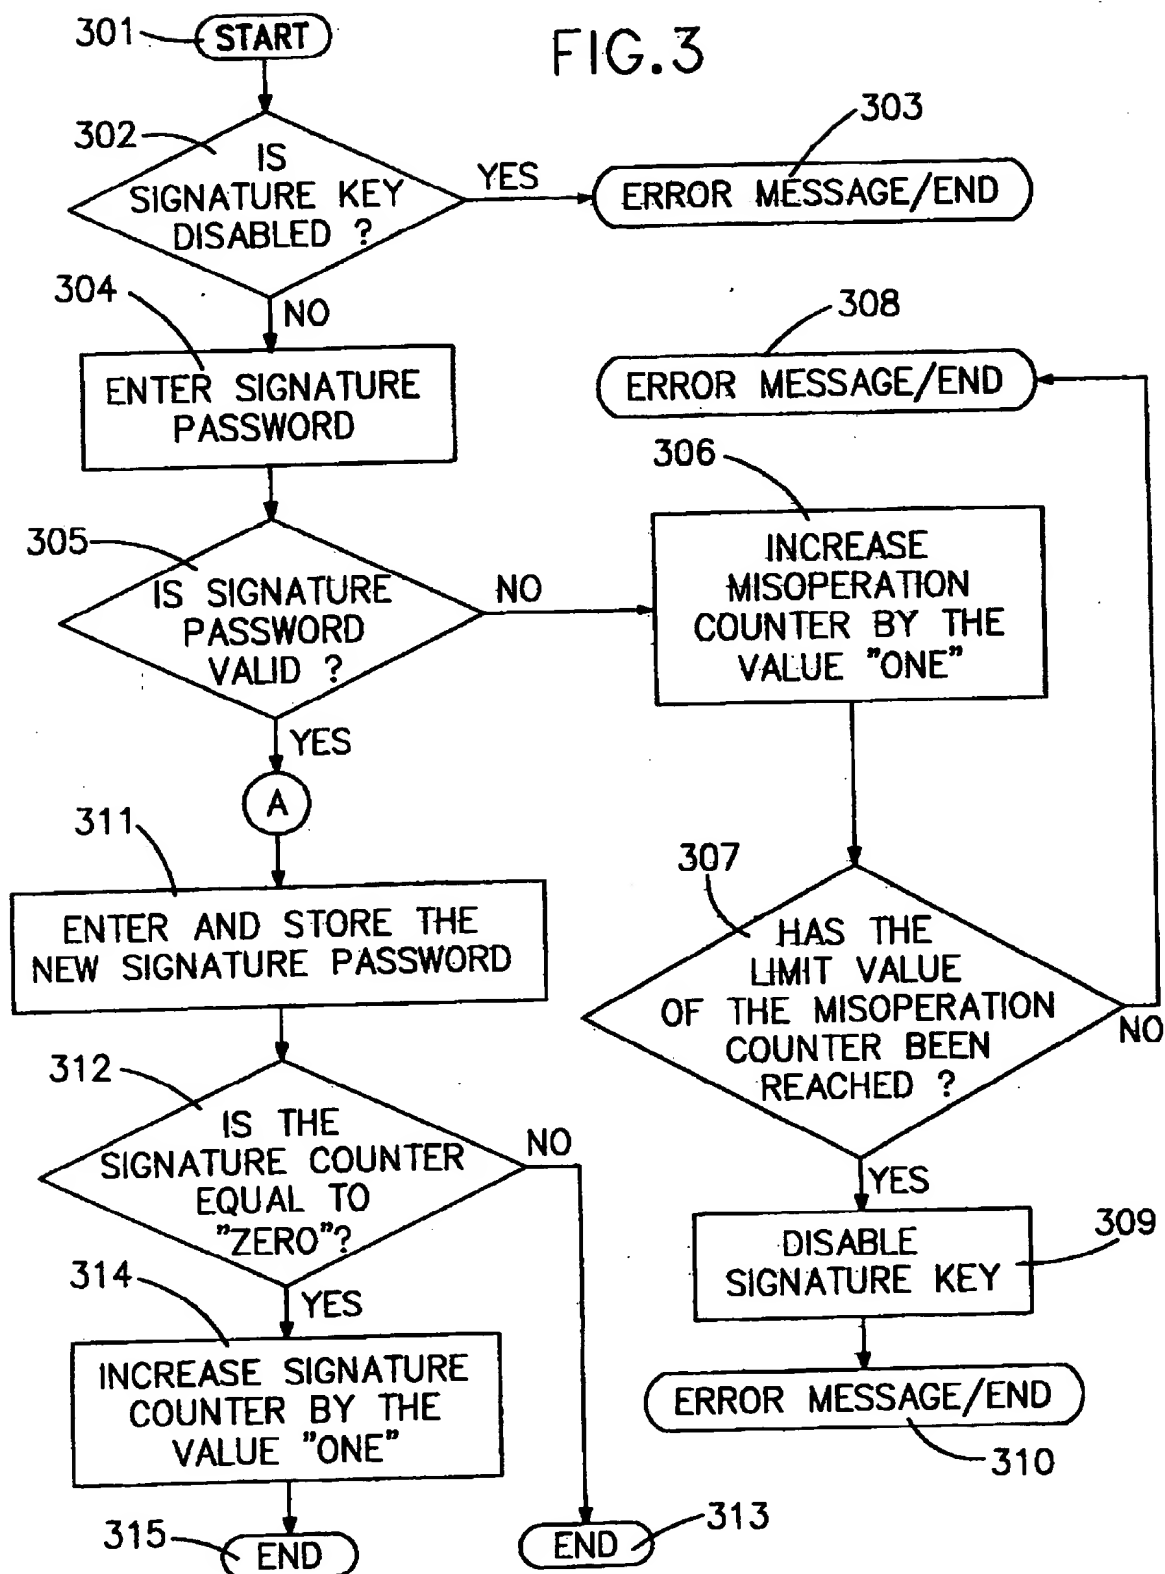 FIG.3
301
START
302
IS
SIGNATURE KEY
DISABLED ?
YES
303
ERROR MESSAGE/END
NO
304
ENTER SIGNATURE
PASSWORD
308
ERROR MESSAGE/END
305
IS SIGNATURE
PASSWORD
VALID ?
NO
306
INCREASE
MISOPERATION
COUNTER BY THE
VALUE "ONE"
YES
A
311
ENTER AND STORE THE
NEW SIGNATURE PASSWORD
307
HAS THE
LIMIT VALUE
OF THE MISOPERATION
COUNTER BEEN
REACHED ?
NO
YES
312
IS THE
SIGNATURE COUNTER
EQUAL TO
"ZERO"?
NO
309
DISABLE
SIGNATURE KEY
YES
314
INCREASE SIGNATURE
COUNTER BY THE
VALUE "ONE"
ERROR MESSAGE/END
310
315
END
END
313